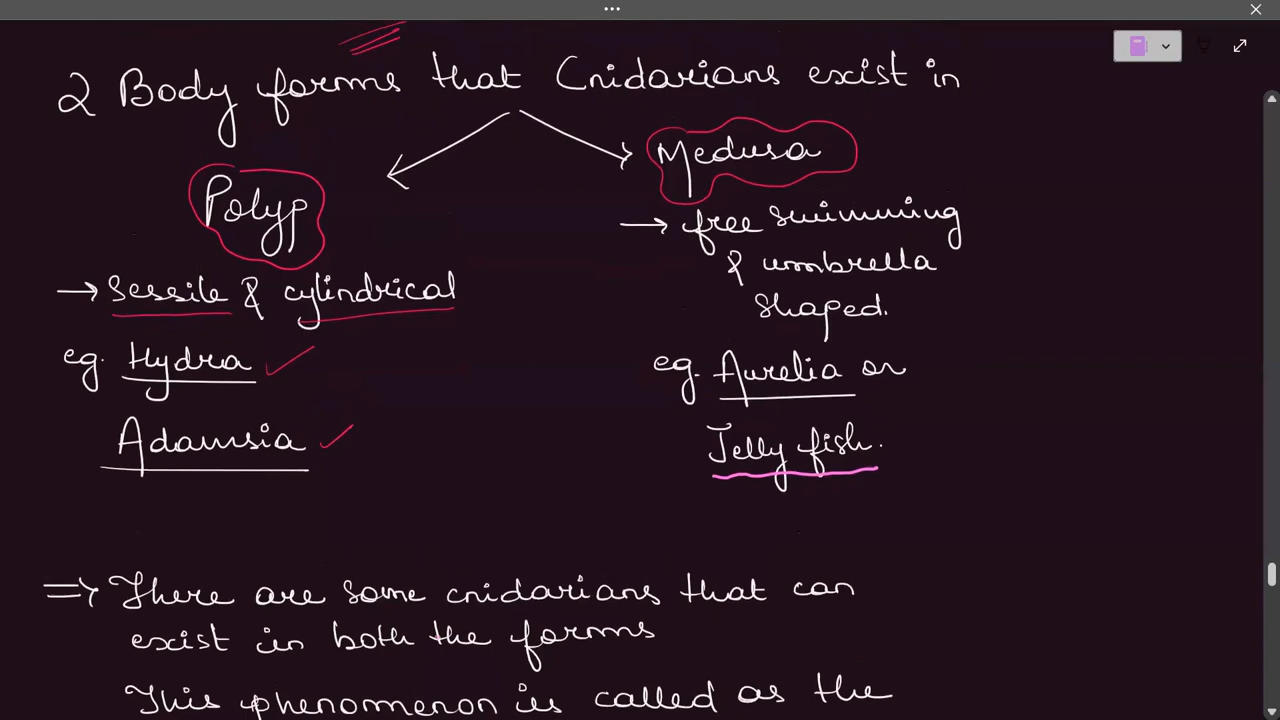 2 Body forms that Cnidarians exist in
Polyp
→ Sessile & cylindrical
eg. Hydra
Adamsia
Medusa
→ free swimming
& umbrella
shaped.
eg. Aurelia or
Jelly fish.
⇒ There are some cnidarians that can
exist in both the forms
This phenomenon is called as the